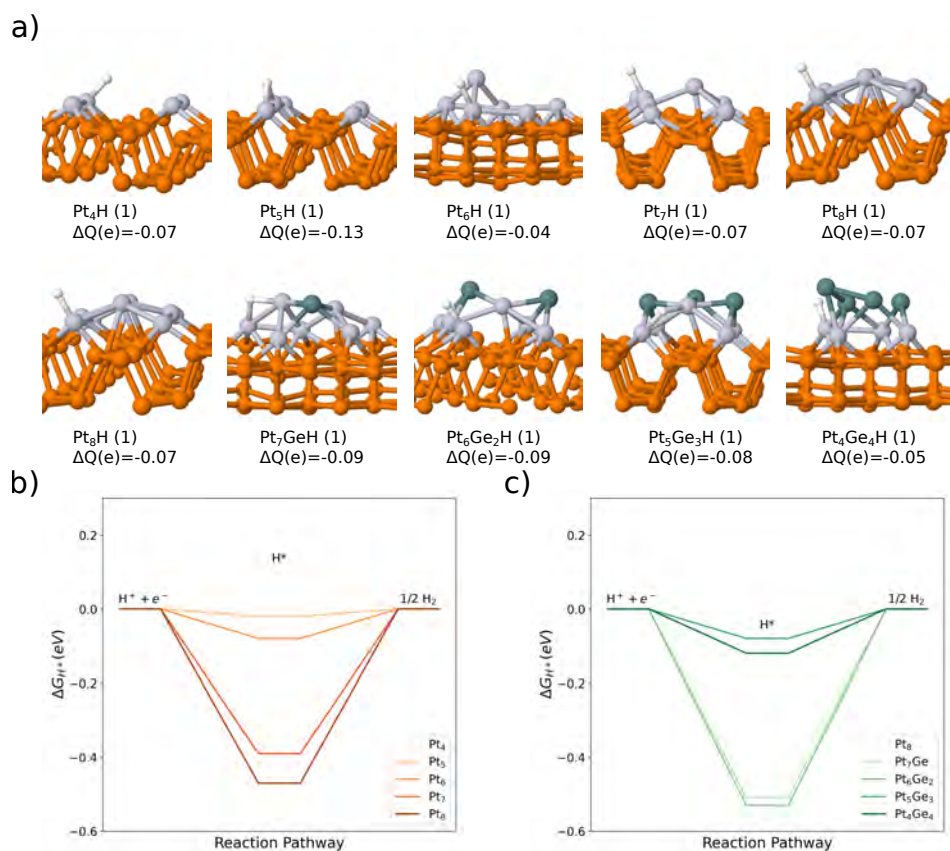 a)
Pt₄H (1)
ΔQ(e)=-0.07
Pt₅H (1)
ΔQ(e)=-0.13
Pt₆H (1)
ΔQ(e)=-0.04
Pt₇H (1)
ΔQ(e)=-0.07
Pt₈H (1)
ΔQ(e)=-0.07
Pt₈H (1)
ΔQ(e)=-0.07
Pt₇GeH (1)
ΔQ(e)=-0.09
Pt₆Ge₂H (1)
ΔQ(e)=-0.09
Pt₅Ge₃H (1)
ΔQ(e)=-0.08
Pt₄Ge₄H (1)
ΔQ(e)=-0.05
b)
ΔG_H* (eV)
0.2
0.0
−0.2
−0.4
−0.6
H⁺ + e⁻
H*
1/2 H₂
Pt₄
Pt₅
Pt₆
Pt₇
Pt₈
Reaction Pathway
c)
ΔG_H* (eV)
0.2
0.0
−0.2
−0.4
−0.6
H⁺ + e⁻
H*
1/2 H₂
Pt₈
Pt₇Ge
Pt₆Ge₂
Pt₅Ge₃
Pt₄Ge₄
Reaction Pathway